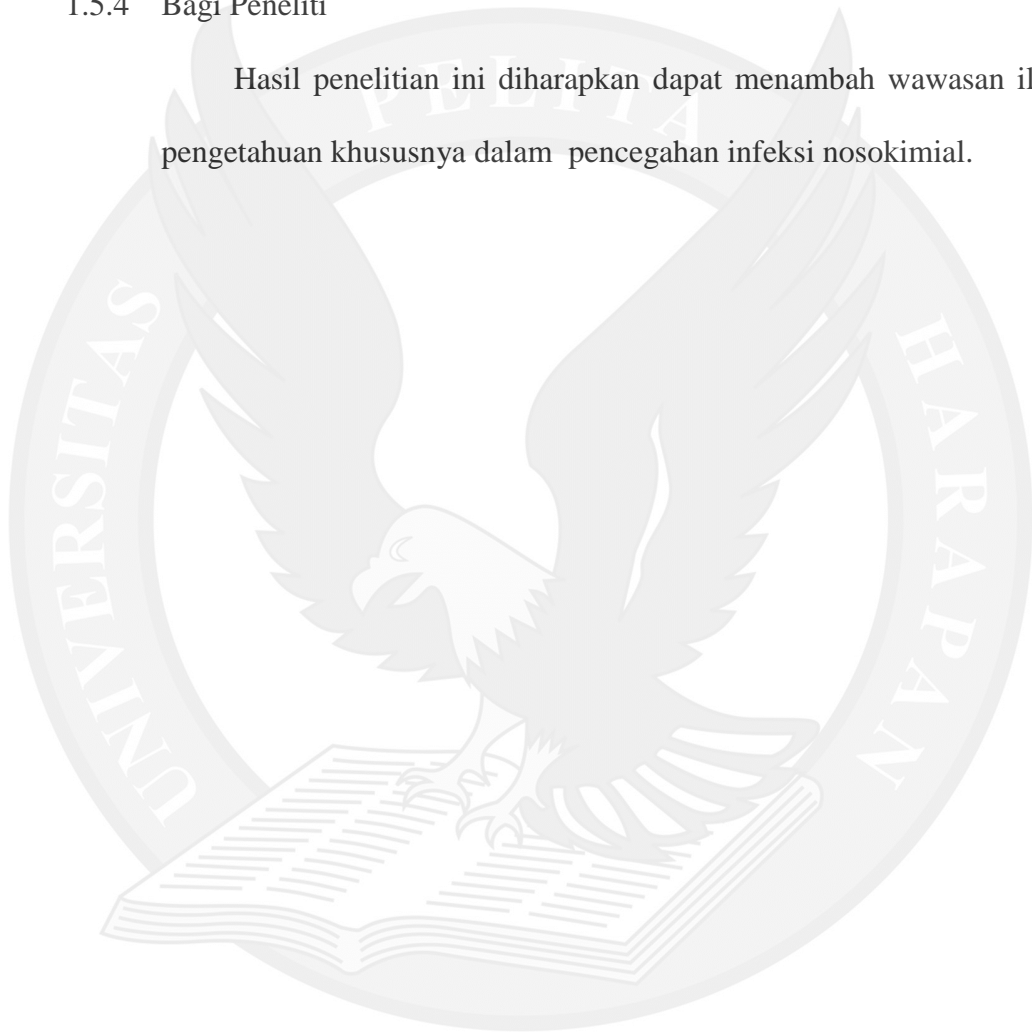 1.5.4 Bagi Peneliti
Hasil penelitian ini diharapkan dapat menambah wawasan
pengetahuan khususnya dalam pencegahan infeksi nosokimial.
UNIVERSITAS PELITA HARAPAN